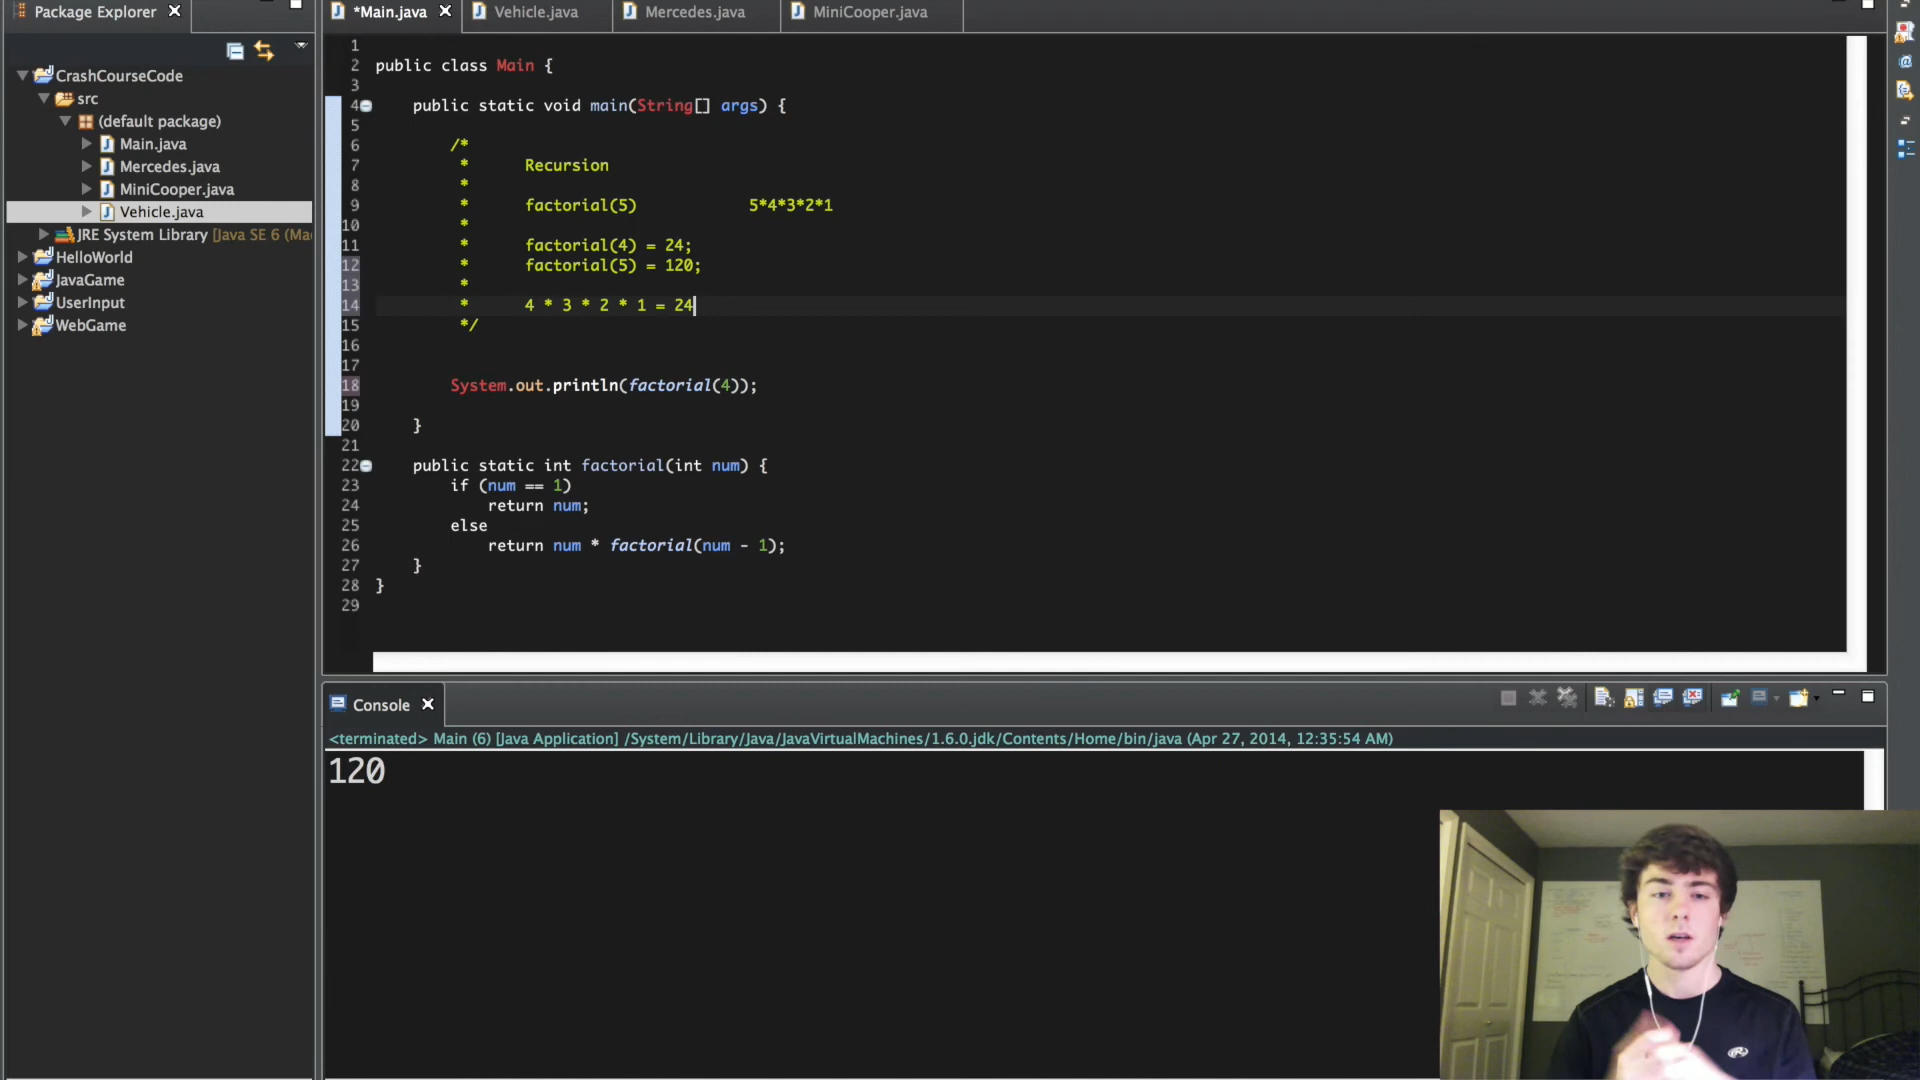 Package Explorer
*Main.java
Vehicle.java
Mercedes.java
MiniCooper.java
CrashCourseCode
src
(default package)
Main.java
Mercedes.java
MiniCooper.java
Vehicle.java
JRE System Library [Java SE 6 (Mac
HelloWorld
JavaGame
UserInput
WebGame
1
2 public class Main {
3
4 public static void main(String[] args) {
5
6 /*
7 * Recursion
8 *
9 * factorial(5) 5*4*3*2*1
10 *
11 * factorial(4) = 24;
12 * factorial(5) = 120;
13 *
14 * 4 * 3 * 2 * 1 = 24
15 */
16
17
18 System.out.println(factorial(4));
19
20 }
21
22 public static int factorial(int num) {
23 if (num == 1)
24 return num;
25 else
26 return num * factorial(num - 1);
27 }
28 }
29
Console
<terminated> Main (6) [Java Application] /System/Library/Java/JavaVirtualMachines/1.6.0.jdk/Contents/Home/bin/java (Apr 27, 2014, 12:35:54 AM)
120